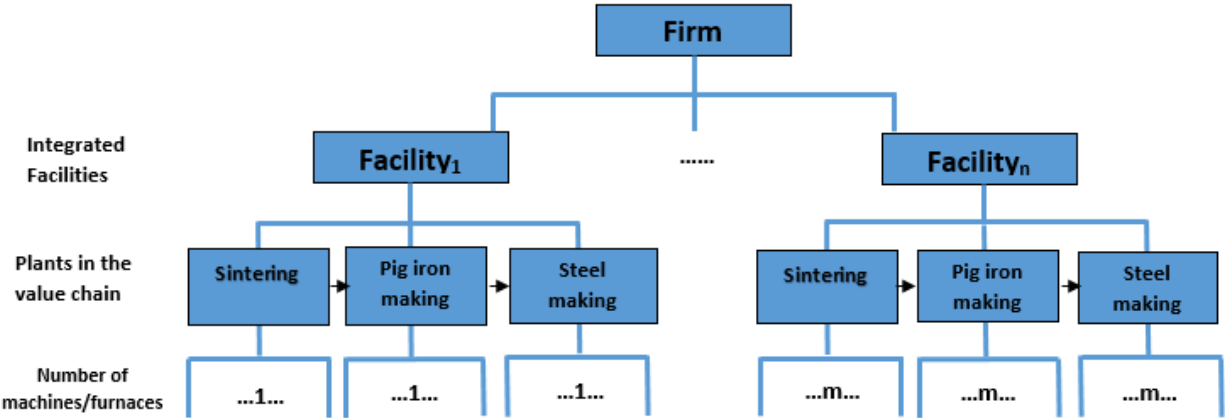 Firm
Integrated
Facilities
Facility₁
......
Facilityₙ
Plants in the
value chain
Sintering
Pig iron
making
Steel
making
Sintering
Pig iron
making
Steel
making
Number of
machines/furnaces
...1...
...1...
...1...
...m...
...m...
...m...